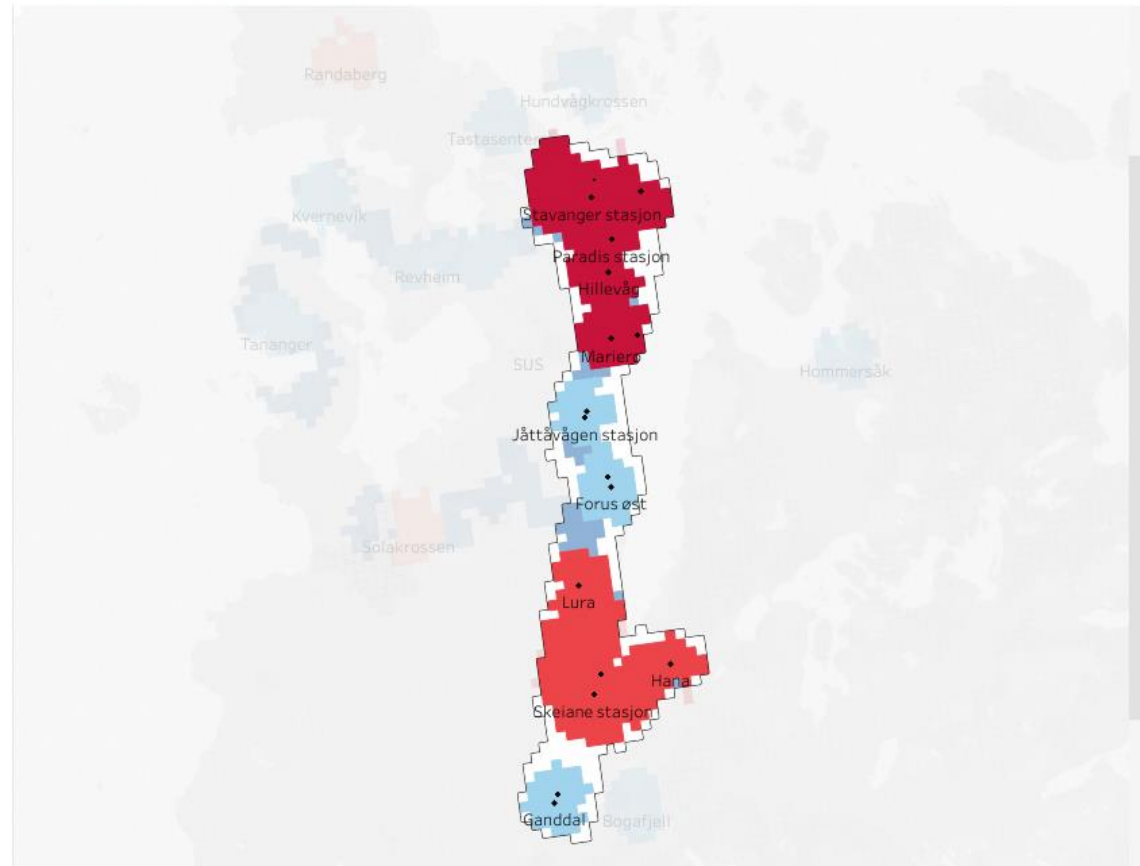 Randaberg
Hundvågkrossen
Tastasenter
Kvernevik
Stavanger stasjon
Paradis stasjon
Revheim
Hillevåg
Tananger
Mariero
SUS
Hommersåk
Jåttåvågen stasjon
Forus øst
Solakrossen
Lura
Hana
Skeiane stasjon
Ganddal
Bogafjell